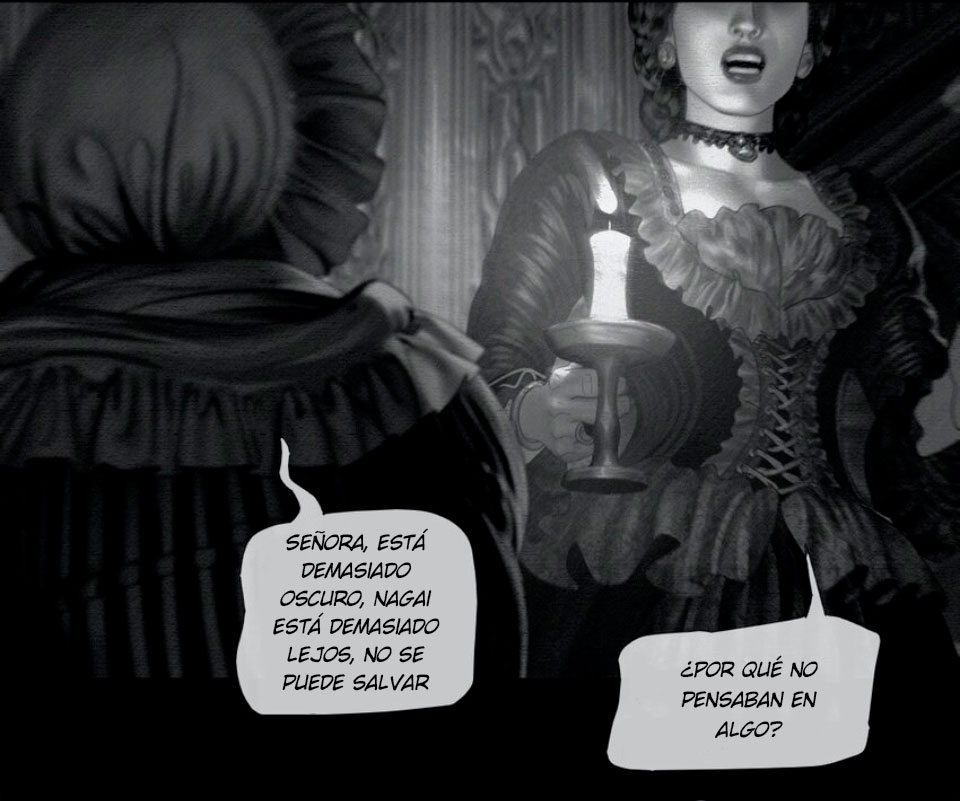 SEÑORA, ESTÁ
DEMASIADO
OSCURO, NAGAI
ESTÁ DEMASIADO
LEJOS, NO SE
PUEDE SALVAR
¿POR QUÉ NO
PENSABAN EN
ALGO?